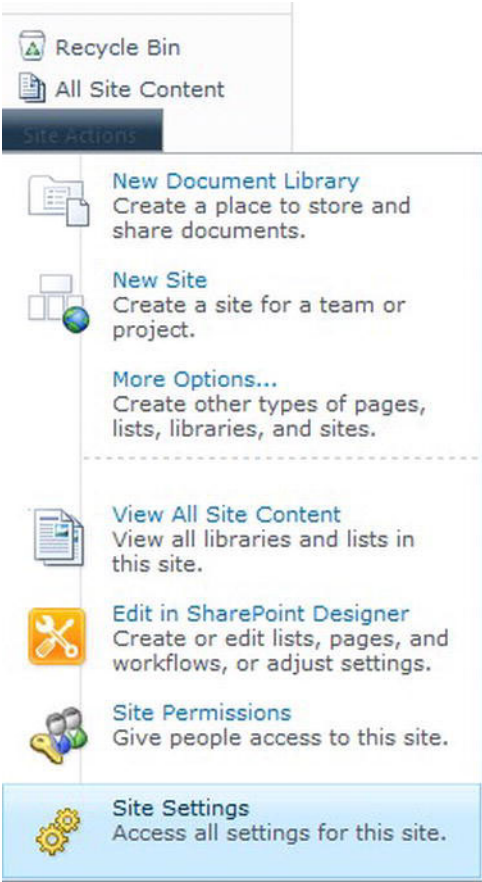 Recycle Bin
All Site Content
Site Actions
New Document Library
Create a place to store and
share documents.
New Site
Create a site for a team or
project.
More Options...
Create other types of pages,
lists, libraries, and sites.
View All Site Content
View all libraries and lists in
this site.
Edit in SharePoint Designer
Create or edit lists, pages, and
workflows, or adjust settings.
Site Permissions
Give people access to this site.
Site Settings
Access all settings for this site.